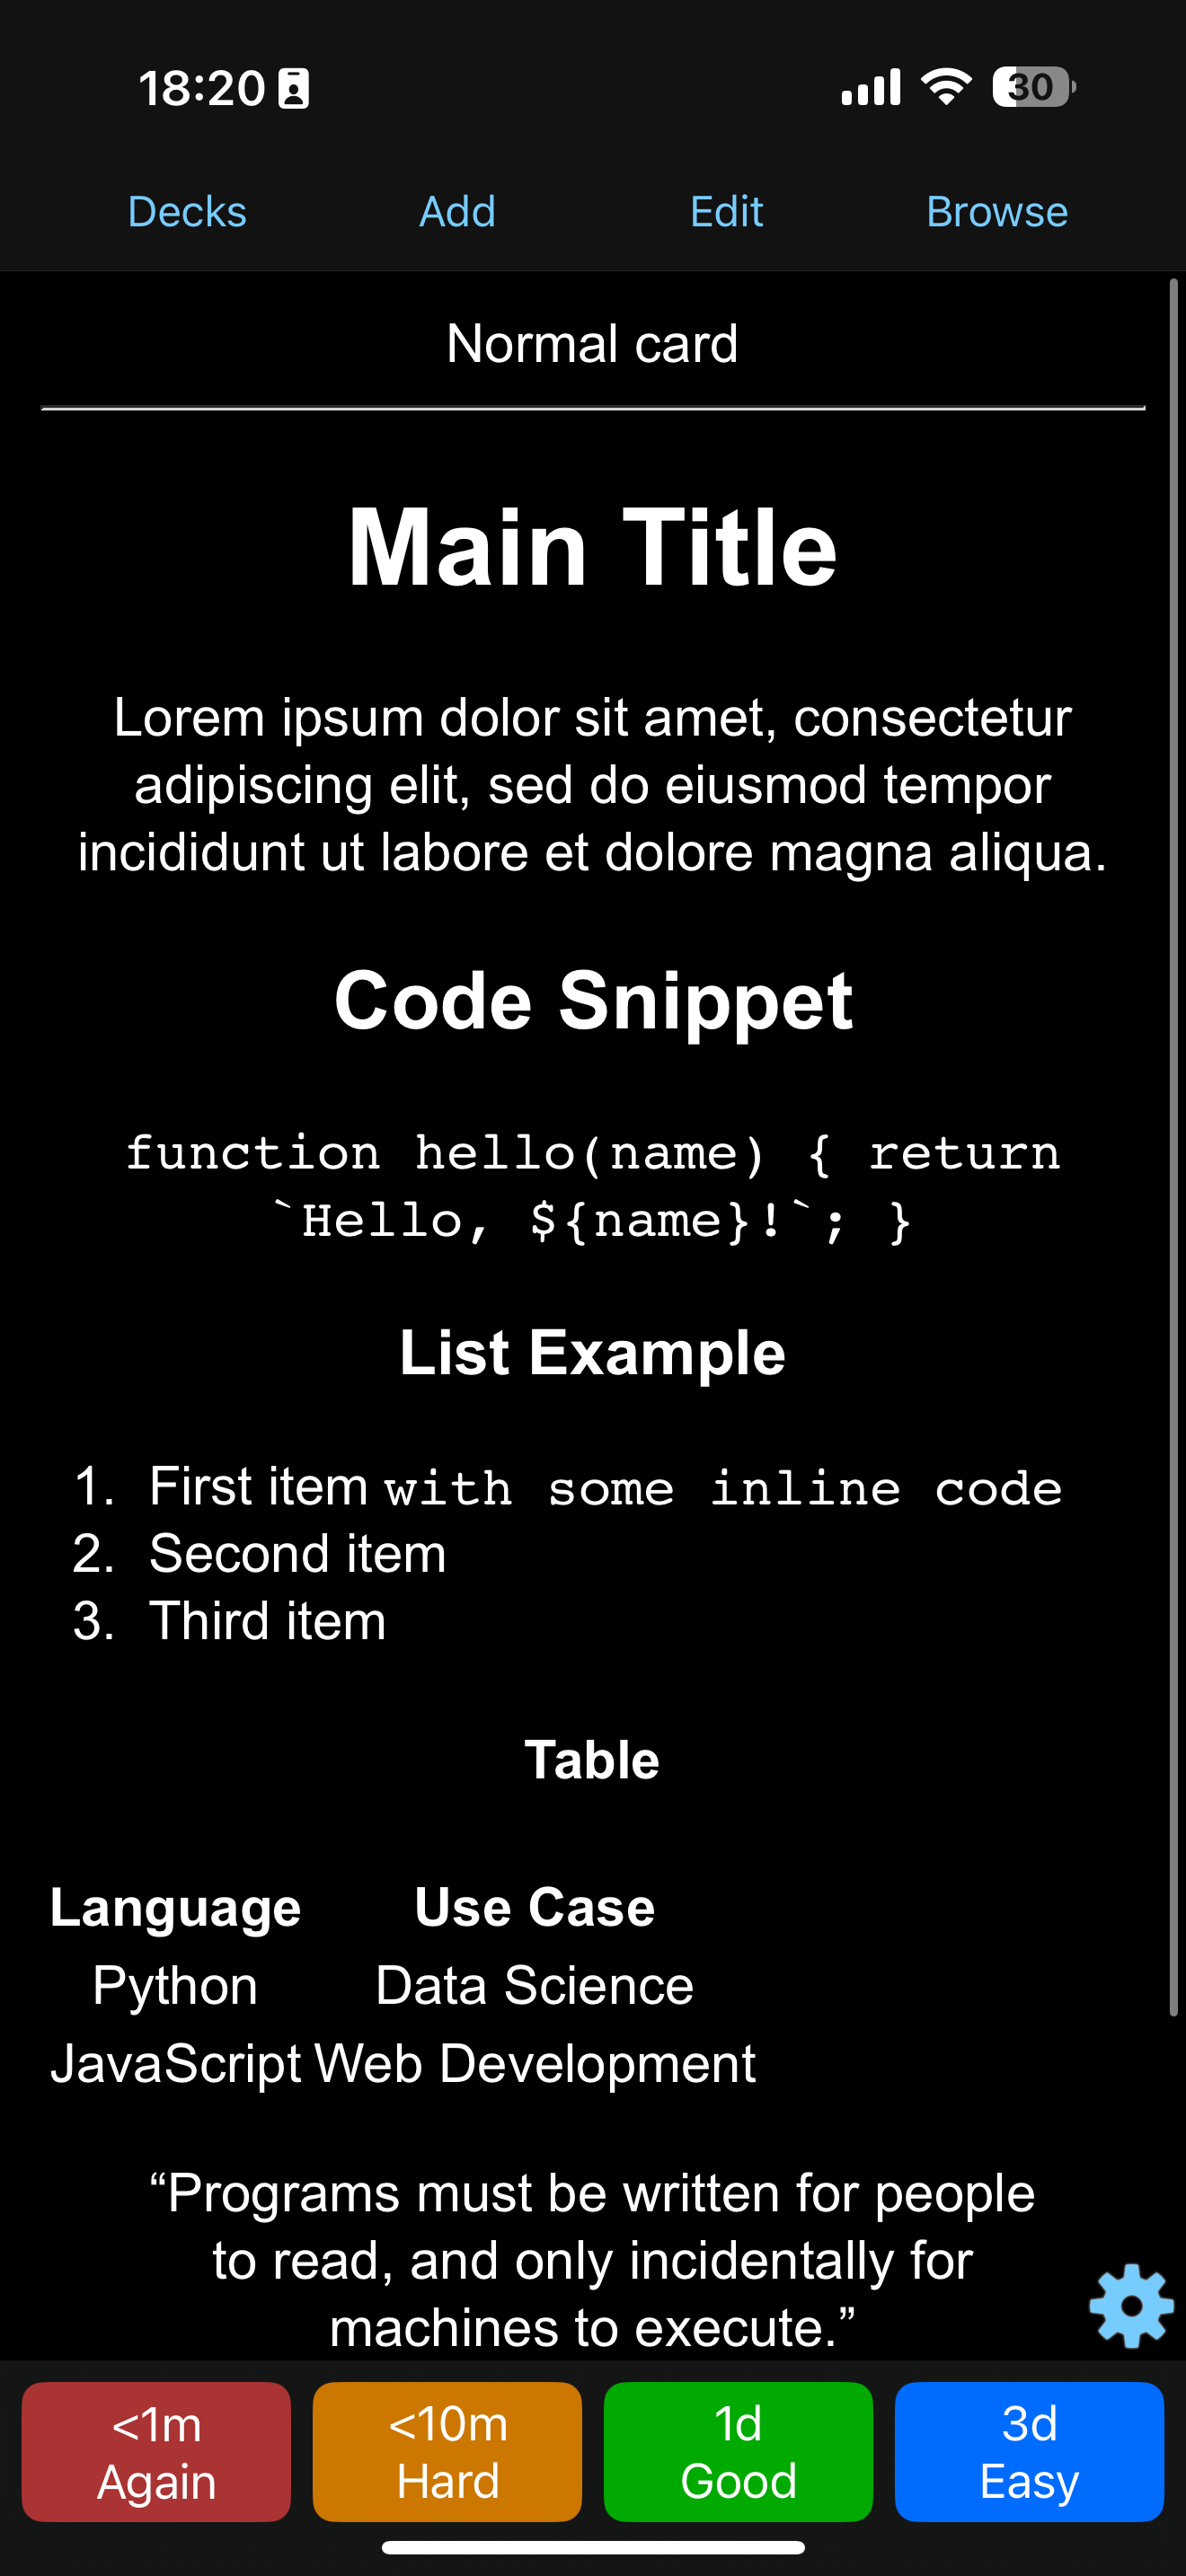 18:20
30
Decks Add Edit Browse
Normal card
Main Title
Lorem ipsum dolor sit amet, consectetur
adipiscing elit, sed do eiusmod tempor
incididunt ut labore et dolore magna aliqua.
Code Snippet
function hello(name) { return
`Hello, ${name}!`; }
List Example
1. First item with some inline code
2. Second item
3. Third item
Table
Language Use Case
Python Data Science
JavaScript Web Development
“Programs must be written for people
to read, and only incidentally for
machines to execute.”
<1m <10m 1d 3d
Again Hard Good Easy